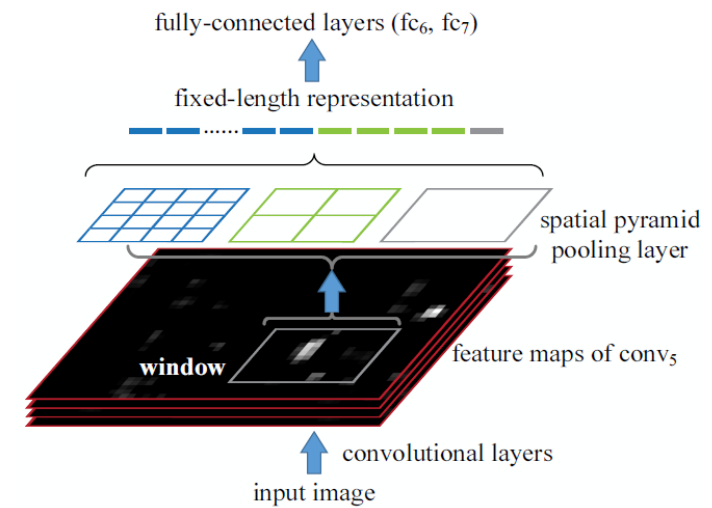 fully-connected layers (fc₆, fc₇)
fixed-length representation
......
spatial pyramid
pooling layer
window
feature maps of conv₅
convolutional layers
input image